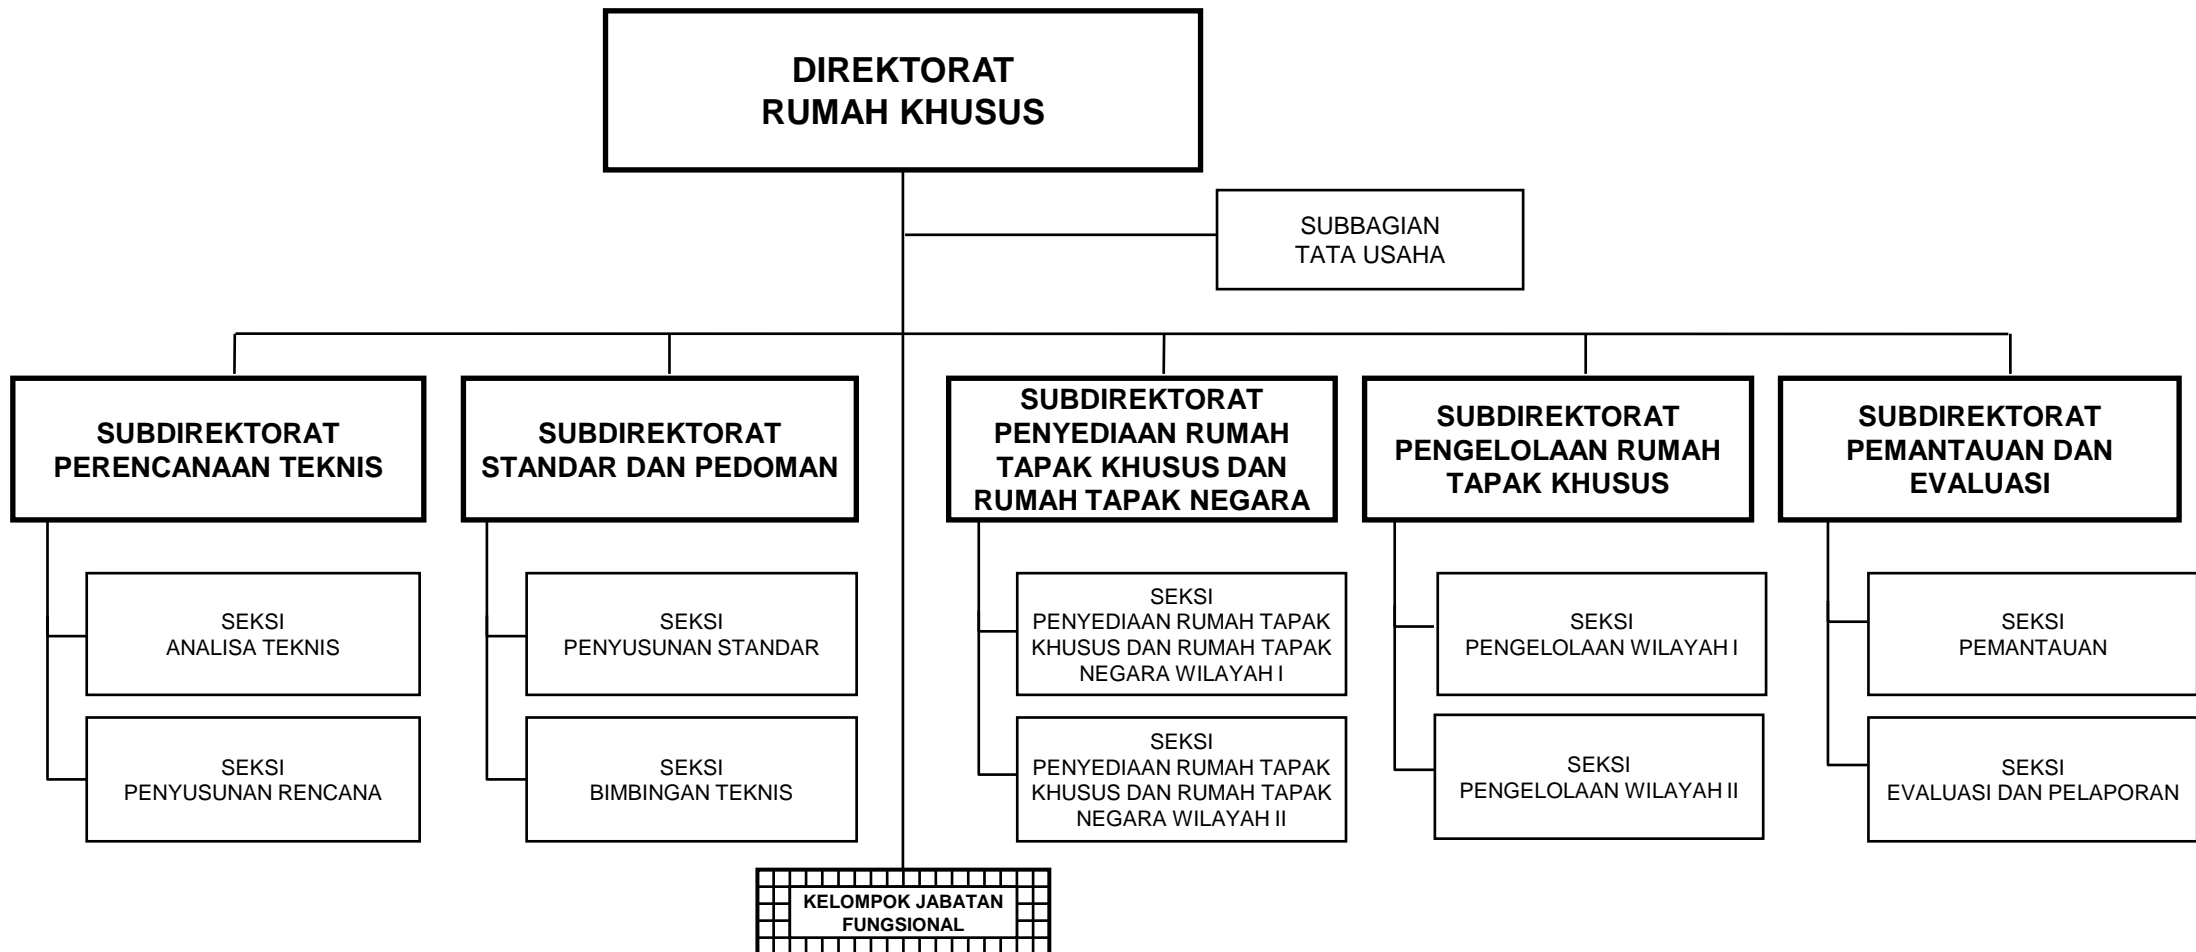 DIREKTORAT
RUMAH KHUSUS
SUBBAGIAN
TATA USAHA
SUBDIREKTORAT
PERENCANAAN TEKNIS
SUBDIREKTORAT
STANDAR DAN PEDOMAN
SUBDIREKTORAT
PENYEDIAAN RUMAH
TAPAK KHUSUS DAN
RUMAH TAPAK NEGARA
SUBDIREKTORAT
PENGELOLAAN RUMAH
TAPAK KHUSUS
SUBDIREKTORAT
PEMANTAUAN DAN
EVALUASI
SEKSI
ANALISA TEKNIS
SEKSI
PENYUSUNAN STANDAR
SEKSI
PENYEDIAAN RUMAH TAPAK
KHUSUS DAN RUMAH TAPAK
NEGARA WILAYAH I
SEKSI
PENGELOLAAN WILAYAH I
SEKSI
PEMANTAUAN
SEKSI
PENYUSUNAN RENCANA
SEKSI
BIMBINGAN TEKNIS
SEKSI
PENYEDIAAN RUMAH TAPAK
KHUSUS DAN RUMAH TAPAK
NEGARA WILAYAH II
SEKSI
PENGELOLAAN WILAYAH II
SEKSI
EVALUASI DAN PELAPORAN
KELOMPOK JABATAN
FUNGSIONAL